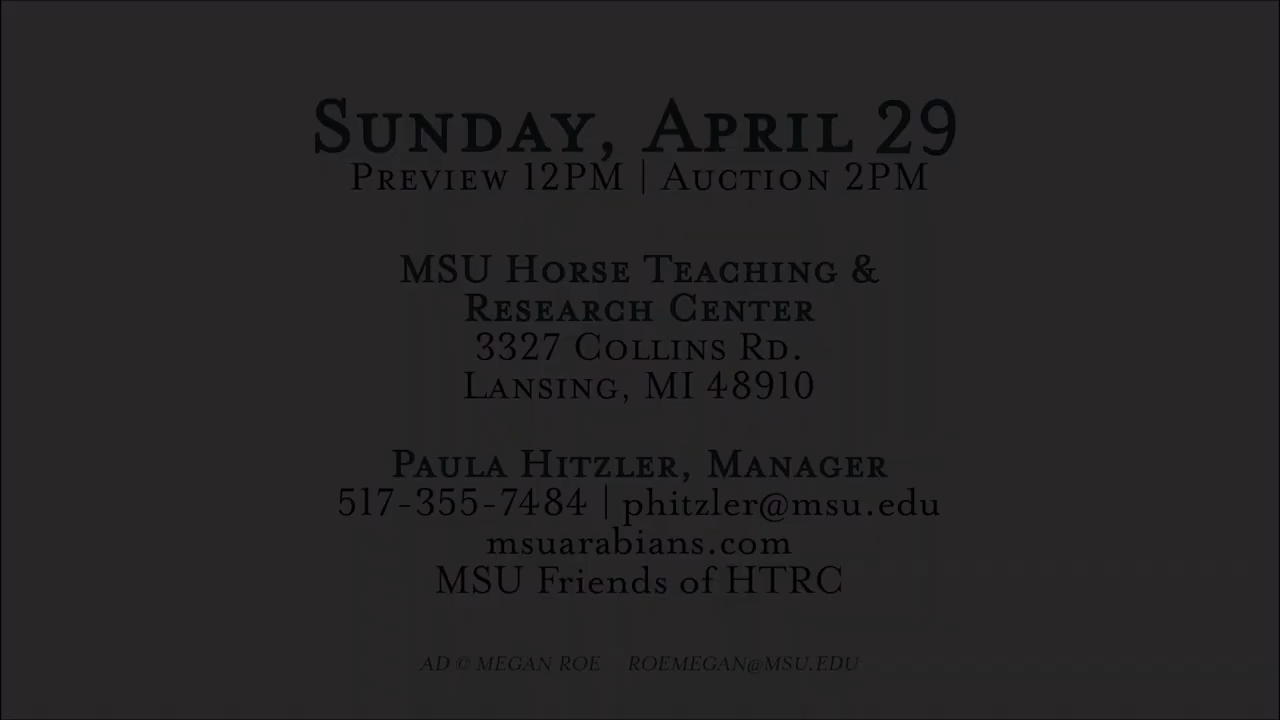 Sunday, April 29
Preview 12PM | Auction 2PM
MSU Horse Teaching &
Research Center
3327 Collins Rd.
Lansing, MI 48910
Paula Hitzler, Manager
517-355-7484 | phitzler@msu.edu
msuarabians.com
MSU Friends of HTRC
AD © MEGAN ROE ROEMEGAN@MSU.EDU